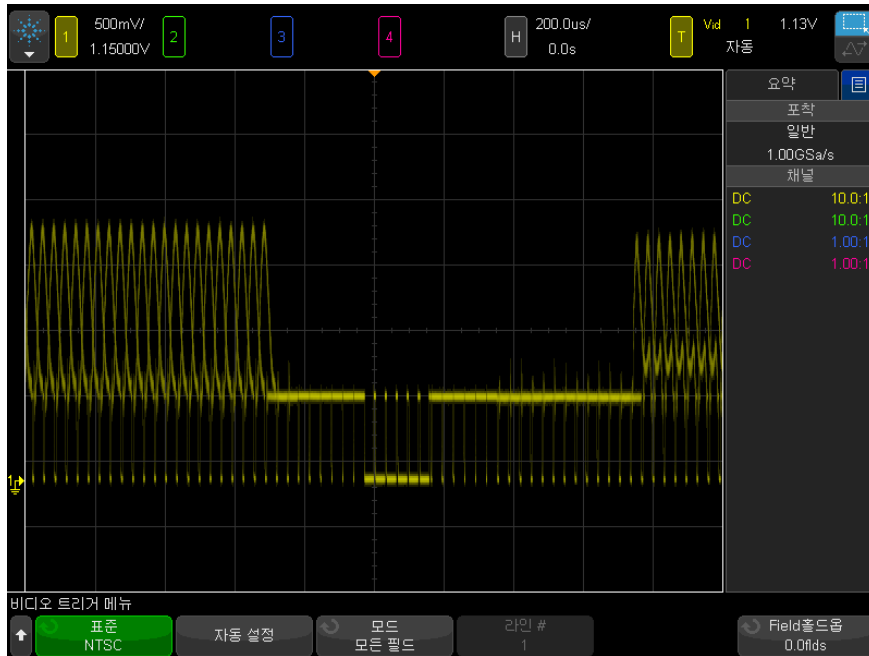 1 500mV/ 2 3 4 H 200.0us/ T Vid 1 1.13V
1.15000V 0.0s 자동
요약
포착
일반
1.00GSa/s
채널
DC 10.0:1
DC 10.0:1
DC 1.00:1
DC 1.00:1
1
비디오 트리거 메뉴
표준 자동 설정 모드 라인 # Field홀드옵
NTSC 모든 필드 1 0.0flds